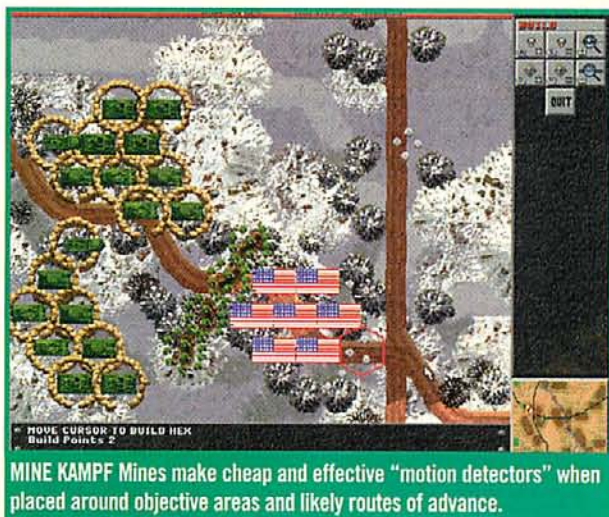 BUILD
QUIT
MOVE CURSOR TO BUILD HEX
Build Points 2
MINE KAMPF Mines make cheap and effective “motion detectors” when
placed around objective areas and likely routes of advance.